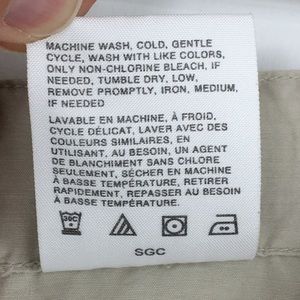 MACHINE WASH, COLD, GENTLE
CYCLE, WASH WITH LIKE COLORS,
ONLY NON-CHLORINE BLEACH, IF
NEEDED, TUMBLE DRY, LOW,
REMOVE PROMPTLY, IRON, MEDIUM,
IF NEEDED
LAVABLE EN MACHINE, À FROID,
CYCLE DÉLICAT, LAVER AVEC DES
COULEURS SIMILAIRES, EN
UTILISANT, AU BESOIN, UN AGENT
DE BLANCHIMENT SANS CHLORE
SEULEMENT, SÉCHER EN MACHINE
À BASSE TEMPÉRATURE, RETIRER
RAPIDEMENT, REPASSER AU BESOIN
À BASSE TEMPÉRATURE.
SGC